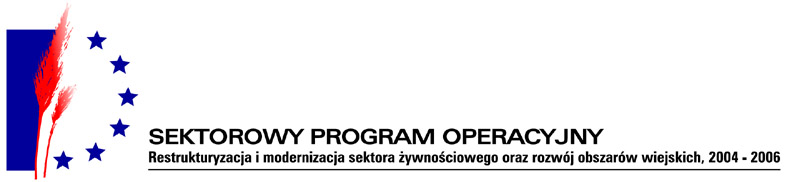 SEKTOROWY PROGRAM OPERACYJNY
Restrukturyzacja i modernizacja sektora żywnościowego oraz rozwój obszarów wiejskich, 2004 - 2006